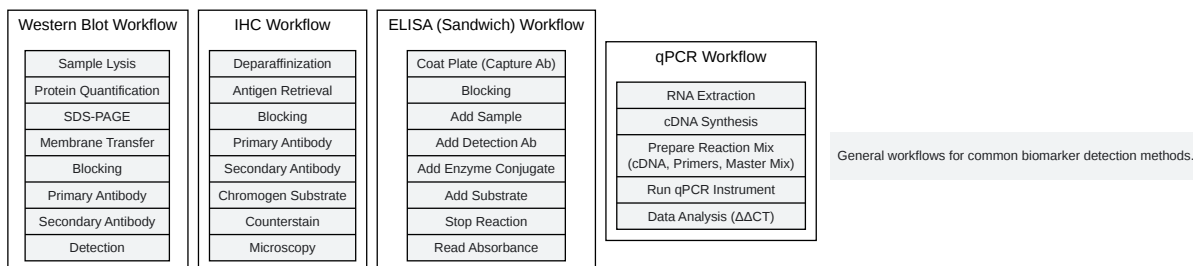 Western Blot Workflow
Sample Lysis
Protein Quantification
SDS-PAGE
Membrane Transfer
Blocking
Primary Antibody
Secondary Antibody
Detection
IHC Workflow
Deparaffinization
Antigen Retrieval
Blocking
Primary Antibody
Secondary Antibody
Chromogen Substrate
Counterstain
Microscopy
ELISA (Sandwich) Workflow
Coat Plate (Capture Ab)
Blocking
Add Sample
Add Detection Ab
Add Enzyme Conjugate
Add Substrate
Stop Reaction
Read Absorbance
qPCR Workflow
RNA Extraction
cDNA Synthesis
Prepare Reaction Mix
(cDNA, Primers, Master Mix)
Run qPCR Instrument
Data Analysis (ΔΔCT)
General workflows for common biomarker detection methods.